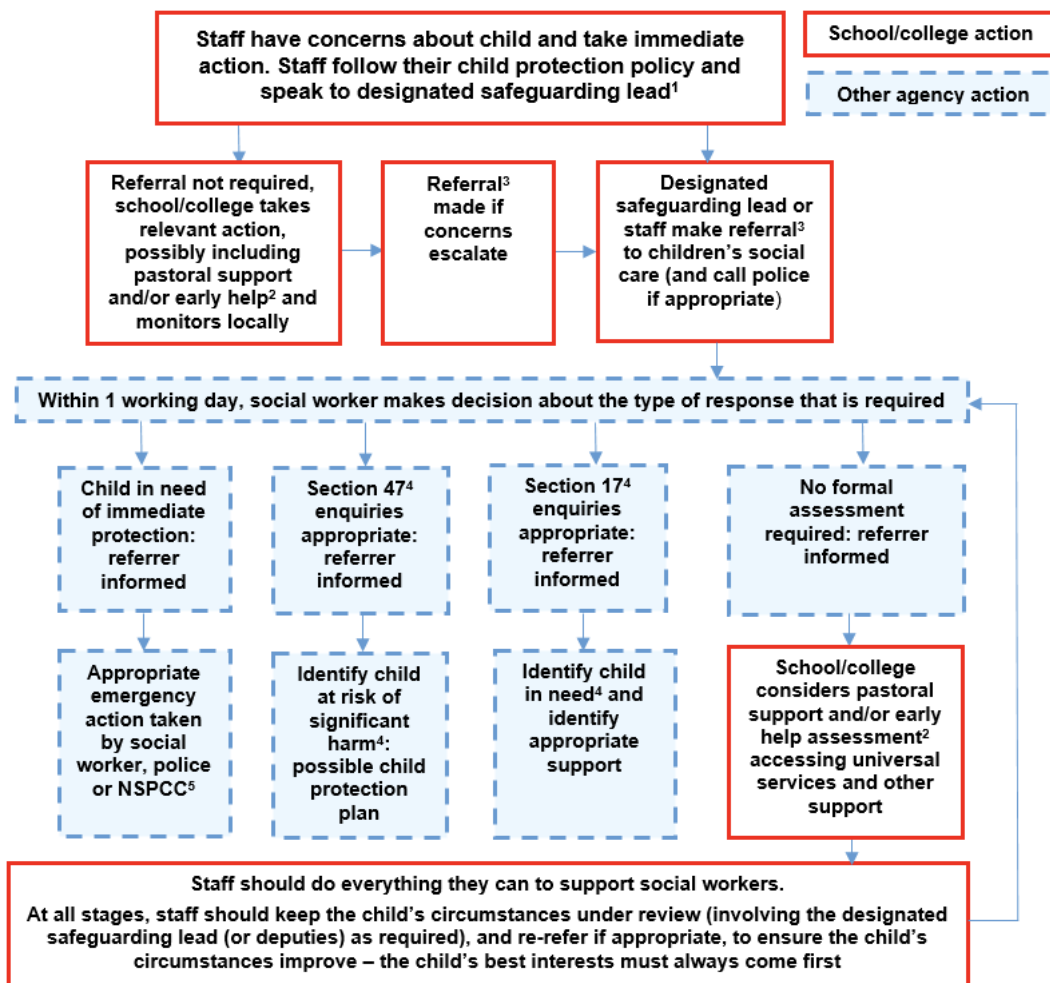 Staff have concerns about child and take immediate
action. Staff follow their child protection policy and
speak to designated safeguarding lead¹
School/college action
Other agency action
Referral not required,
school/college takes
relevant action,
possibly including
pastoral support
and/or early help² and
monitors locally
Referral³
made if
concerns
escalate
Designated
safeguarding lead or
staff make referral³
to children’s social
care (and call police
if appropriate)
Within 1 working day, social worker makes decision about the type of response that is required
Child in need
of immediate
protection:
referrer
informed
Section 47⁴
enquiries
appropriate:
referrer
informed
Section 17⁴
enquiries
appropriate:
referrer
informed
No formal
assessment
required: referrer
informed
Appropriate
emergency
action taken
by social
worker, police
or NSPCC⁵
Identify child
at risk of
significant
harm⁴:
possible child
protection
plan
Identify child
in need⁴ and
identify
appropriate
support
School/college
considers pastoral
support and/or early
help assessment²
accessing universal
services and other
support
Staff should do everything they can to support social workers.
At all stages, staff should keep the child’s circumstances under review (involving the designated
safeguarding lead (or deputies) as required), and re-refer if appropriate, to ensure the child’s
circumstances improve – the child’s best interests must always come first